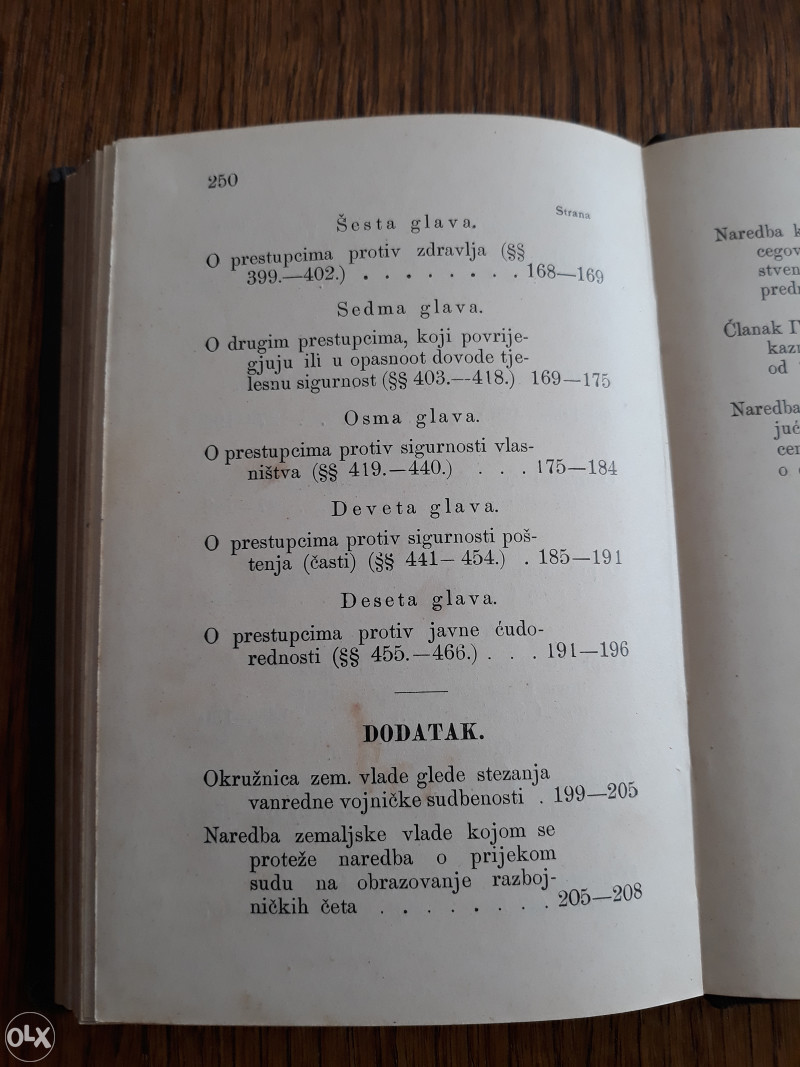 250
Strana
Šesta glava.
O prestupcima protiv zdravlja (§§
399.—402.) . . . . . . . . 168—169
Sedma glava.
O drugim prestupcima, koji povrije-
gjuju ili u opasnoot dovode tje-
lesnu sigurnost (§§ 403.—418.) 169—175
Osma glava.
O prestupcima protiv sigurnosti vlas-
ništva (§§ 419.—440.) . . . 175—184
Deveta glava.
O prestupcima protiv sigurnosti poš-
tenja (časti) (§§ 441—454.) . 185—191
Deseta glava.
O prestupcima protiv javne ćudo-
rednosti (§§ 455.—466.) . . . 191—196
DODATAK.
Okružnica zem. vlade glede stezanja
vanredne vojničke sudbenosti . 199—205
Naredba zemaljske vlade kojom se
proteže naredba o prijekom
sudu na obrazovanje razboj-
ničkih četa . . . . . . . . 205—208
Naredba k
cegov
stven
pred
Članak
kaz
od
Naredba
juć
cen
o
OLX